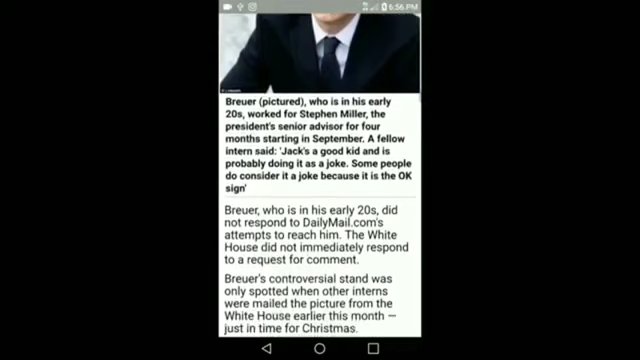 6:56 PM
Breuer (pictured), who is in his early
20s, worked for Stephen Miller, the
president's senior advisor for four
months starting in September. A fellow
intern said: 'Jack's a good kid and is
probably doing it as a joke. Some people
do consider it a joke because it is the OK
sign'
Breuer, who is in his early 20s, did
not respond to DailyMail.com's
attempts to reach him. The White
House did not immediately respond
to a request for comment.
Breuer's controversial stand was
only spotted when other interns
were mailed the picture from the
White House earlier this month —
just in time for Christmas.